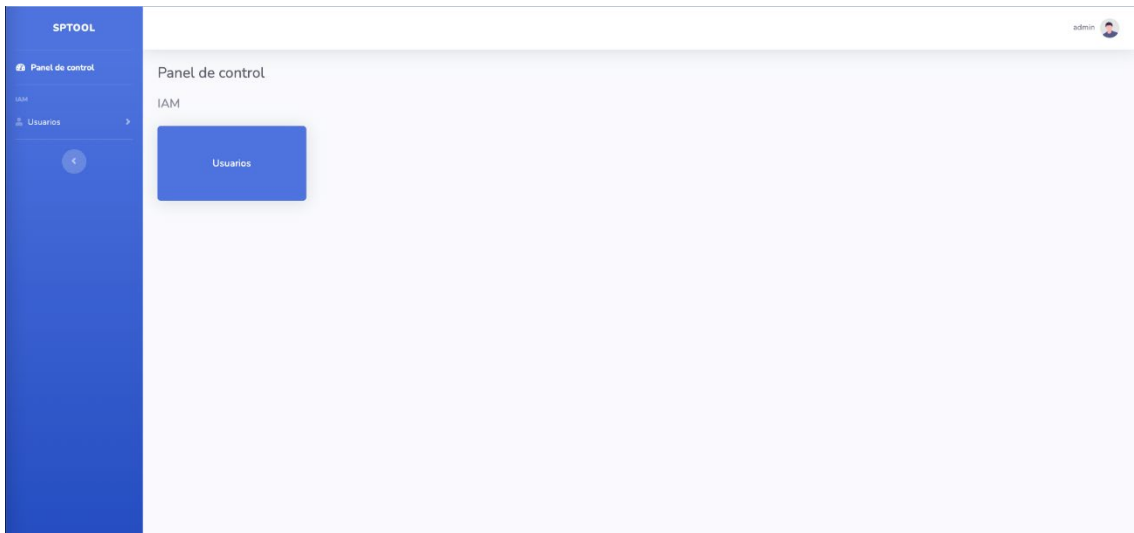 SPTOOL
admin
Panel de control
IAM
Usuarios
Panel de control
IAM
Usuarios